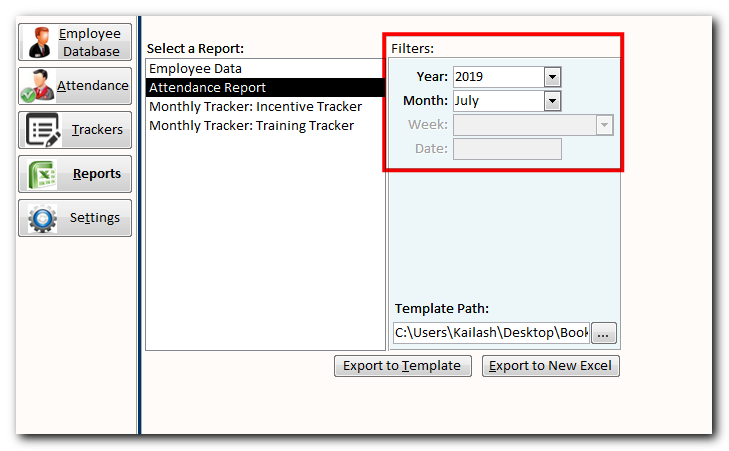 Employee
Database
Attendance
Trackers
Reports
Settings
Select a Report:
Employee Data
Attendance Report
Monthly Tracker: Incentive Tracker
Monthly Tracker: Training Tracker
Filters:
Year: 2019
Month: July
Week:
Date:
Template Path:
C:\Users\Kailash\Desktop\Book ...
Export to Template Export to New Excel